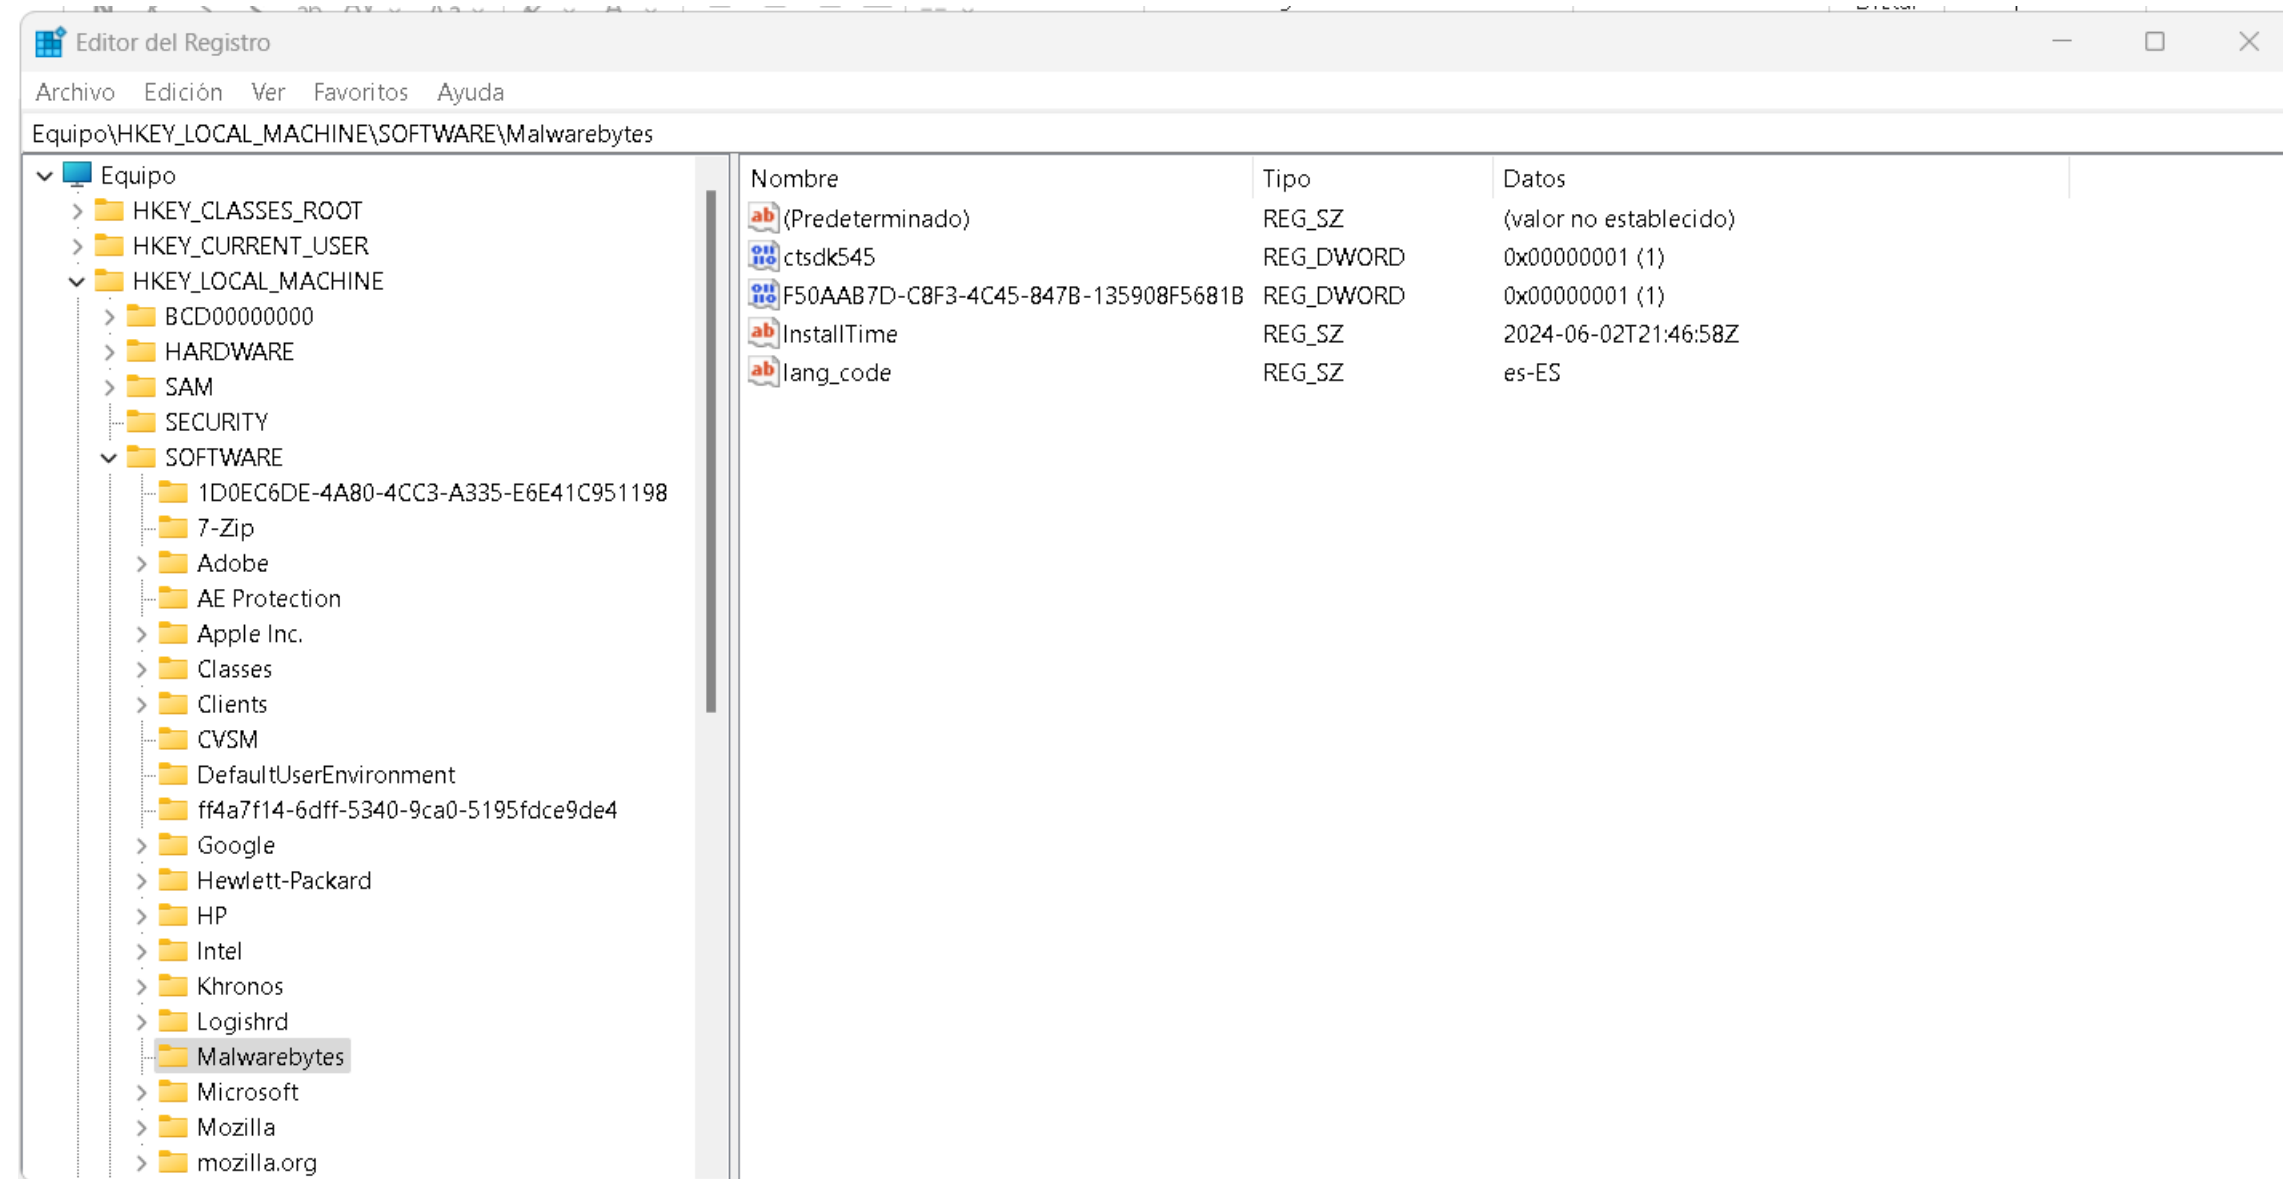 Editor del Registro
Archivo Edición Ver Favoritos Ayuda
Equipo\HKEY_LOCAL_MACHINE\SOFTWARE\Malwarebytes
Equipo
HKEY_CLASSES_ROOT
HKEY_CURRENT_USER
HKEY_LOCAL_MACHINE
BCD00000000
HARDWARE
SAM
SECURITY
SOFTWARE
1D0EC6DE-4A80-4CC3-A335-E6E41C951198
7-Zip
Adobe
AE Protection
Apple Inc.
Classes
Clients
CVSM
DefaultUserEnvironment
ff4a7f14-6dff-5340-9ca0-5195fdce9de4
Google
Hewlett-Packard
HP
Intel
Khronos
Logishrd
Malwarebytes
Microsoft
Mozilla
mozilla.org
Nombre Tipo Datos
(Predeterminado) REG_SZ (valor no establecido)
ctsdk545 REG_DWORD 0x00000001 (1)
F50AAB7D-C8F3-4C45-847B-135908F5681B REG_DWORD 0x00000001 (1)
InstallTime REG_SZ 2024-06-02T21:46:58Z
lang_code REG_SZ es-ES